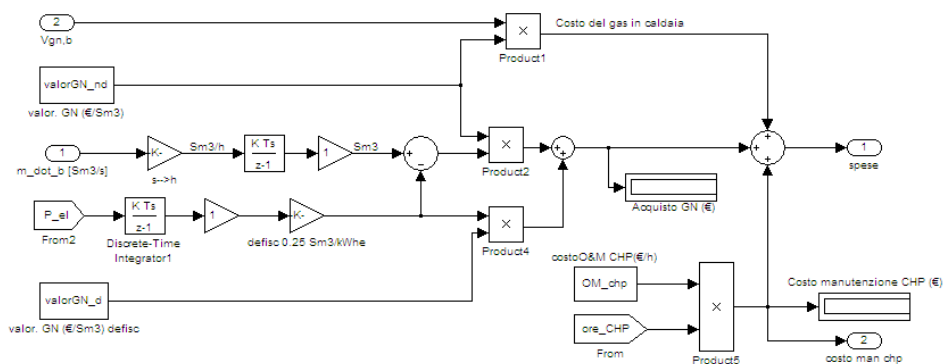 2
Vgn,b
Product1
Costo del gas in caldaia
valorGN_nd
valor. GN (€/Sm3)
1
m_dot_b [Sm3/s]
K-
s-->h
Sm3/h
K Ts
z-1
1
Sm3
Product2
P_el
From2
K Ts
z-1
Discrete-Time
Integrator1
1
K-
defisc 0.25 Sm3/kWhe
Product4
Acquisto GN (€)
1
spese
valorGN_d
valor. GN (€/Sm3) defisc
costoO&M CHP(€/h)
OM_chp
ore_CHP
From
Product5
Costo manutenzione CHP (€)
2
costo man chp